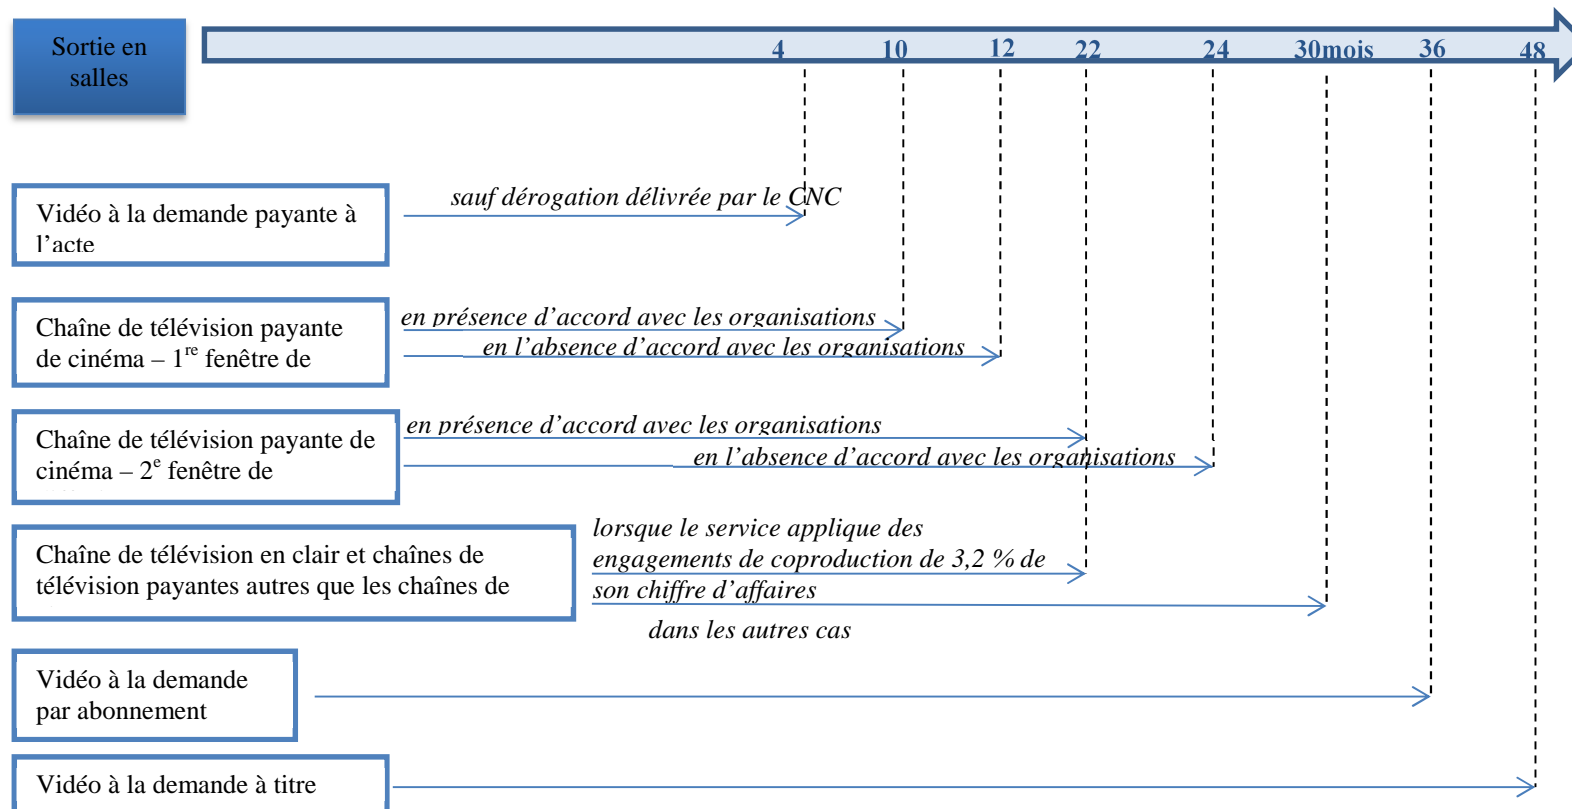 Sortie en
salles
4 10 12 22 24 30mois 36 48
sauf dérogation délivrée par le CNC
Vidéo à la demande payante à
l’acte
en présence d’accord avec les organisations
Chaîne de télévision payante
de cinéma – 1re fenêtre de
en l’absence d’accord avec les organisations
en présence d’accord avec les organisations
Chaîne de télévision payante de
cinéma – 2e fenêtre de
en l’absence d’accord avec les organisations
lorsque le service applique des
engagements de coproduction de 3,2 % de
son chiffre d’affaires
Chaîne de télévision en clair et chaînes de
télévision payantes autres que les chaînes de
dans les autres cas
Vidéo à la demande
par abonnement
Vidéo à la demande à titre